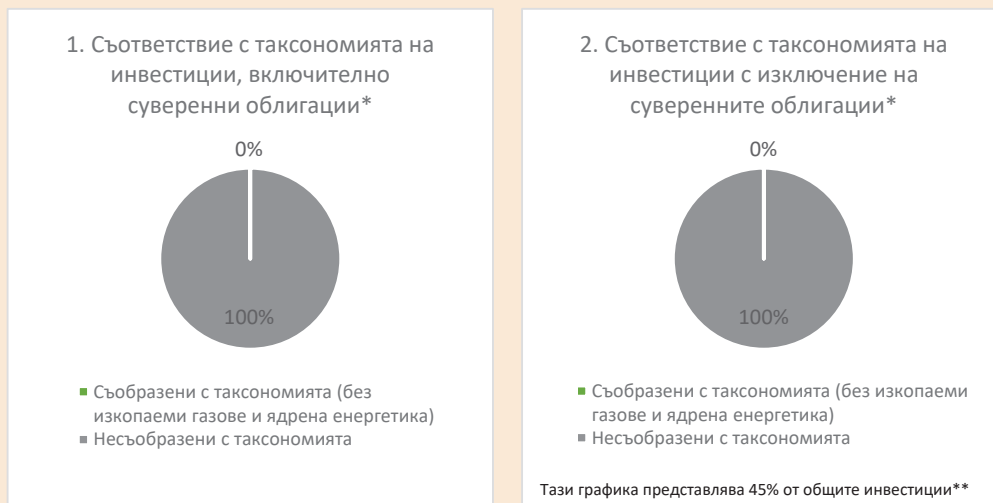 1. Съответствие с таксономията на
инвестиции, включително
суверенни облигации*
0%
100%
Съобразени с таксономията (без
изкопаеми газове и ядрена енергетика)
Несъобразени с таксономията
2. Съответствие с таксономията на
инвестиции с изключение на
суверенните облигации*
0%
100%
Съобразени с таксономията (без изкопаеми
газове и ядрена енергетика)
Несъобразени с таксономията
Тази графика представлява 45% от общите инвестиции**